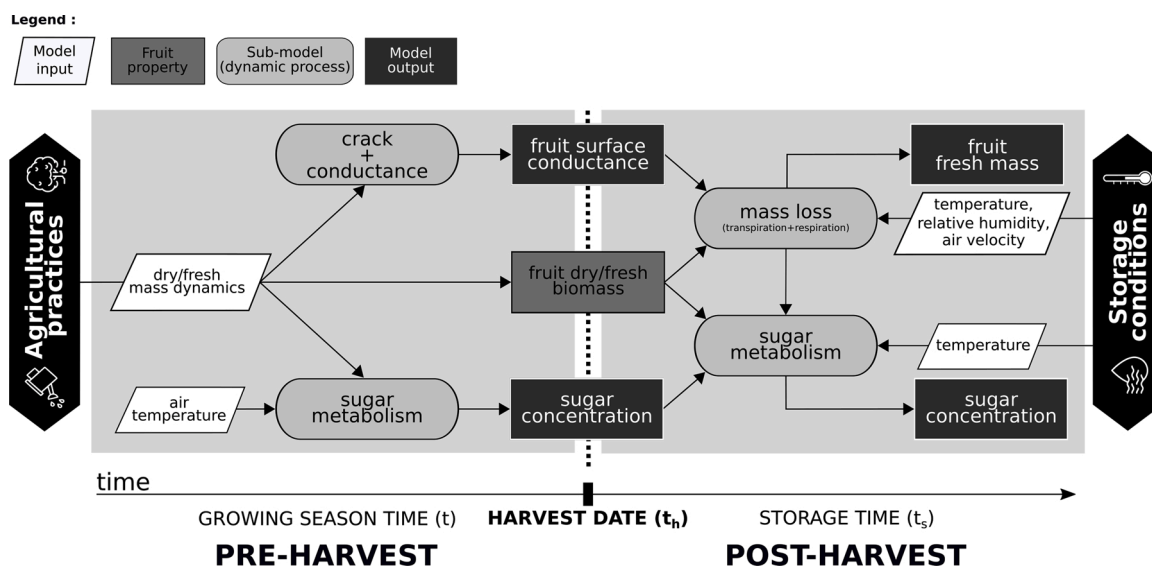 Legend :
Model
input
Fruit
property
Sub-model
(dynamic process)
Model
output
Agricultural
practices
dry/fresh
mass dynamics
air
temperature
crack
+
conductance
sugar
metabolism
fruit surface
conductance
fruit dry/fresh
biomass
sugar
concentration
mass loss
(transpiration+respiration)
sugar
metabolism
fruit
fresh mass
temperature,
relative humidity,
air velocity
temperature
sugar
concentration
Storage
conditions
time
GROWING SEASON TIME (t)
HARVEST DATE (th)
STORAGE TIME (ts)
PRE-HARVEST
POST-HARVEST